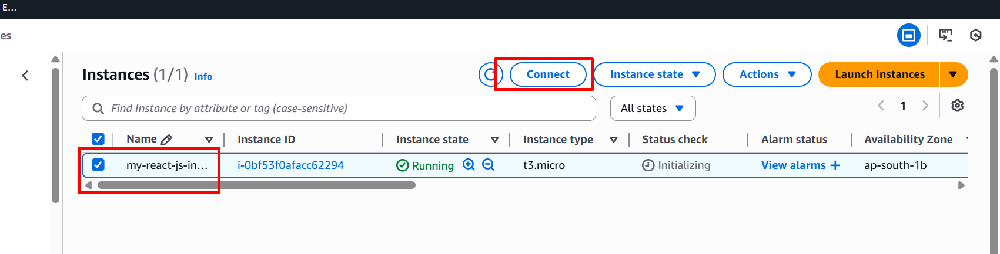 E...
es
Instances (1/1) Info
Connect
Instance state
Actions
Launch instances
Find Instance by attribute or tag (case-sensitive)
All states
1
Name
Instance ID
Instance state
Instance type
Status check
Alarm status
Availability Zone
my-react-js-in...
i-0bf53f0afacc62294
Running
t3.micro
Initializing
View alarms +
ap-south-1b